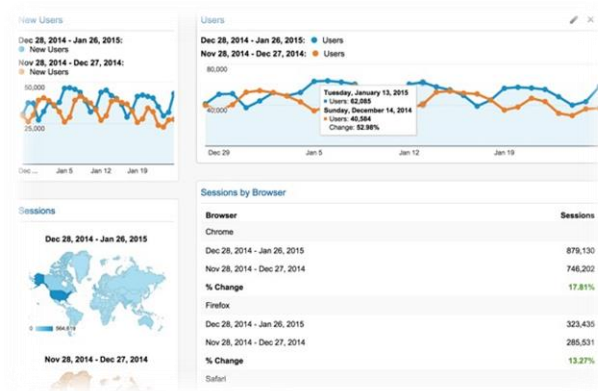 New Users
Dec 28, 2014 - Jan 26, 2015:
New Users
Nov 28, 2014 - Dec 27, 2014:
New Users
50,000
25,000
Dec ...
Jan 5
Jan 12
Jan 19
Users
Dec 28, 2014 - Jan 26, 2015: Users
Nov 28, 2014 - Dec 27, 2014: Users
80,000
40,000
Tuesday, January 13, 2015
Users: 62,085
Sunday, December 14, 2014
Users: 40,584
Change: 52.98%
Dec 29
Jan 5
Jan 12
Jan 19
Sessions
Dec 28, 2014 - Jan 26, 2015
0
Nov 28, 2014 - Dec 27, 2014
Sessions by Browser
Browser Sessions
Chrome
Dec 28, 2014 - Jan 26, 2015 879,130
Nov 28, 2014 - Dec 27, 2014 746,202
% Change 17.81%
Firefox
Dec 28, 2014 - Jan 26, 2015 323,435
Nov 28, 2014 - Dec 27, 2014 285,531
% Change 13.27%
Safari